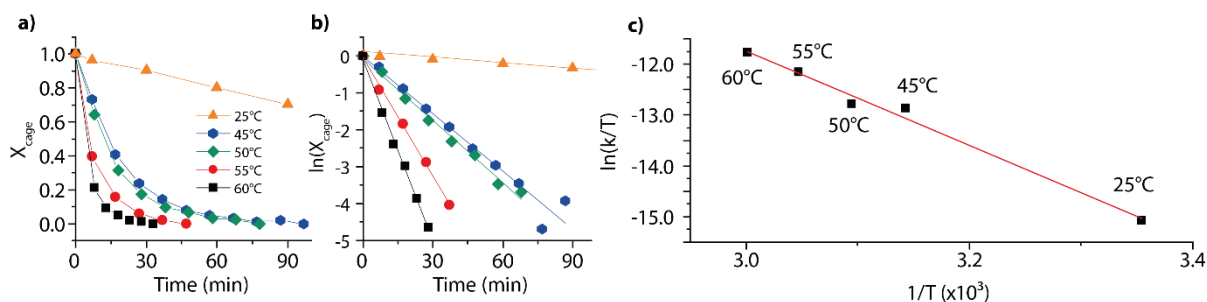 a)
X_cage
1.0
0.8
0.6
0.4
0.2
0.0
0
30
60
90
Time (min)
25°C
45°C
50°C
55°C
60°C
b)
ln(X_cage)
0
-1
-2
-3
-4
-5
0
30
60
90
Time (min)
c)
ln(k/T)
-12.0
-13.0
-14.0
-15.0
60°C
55°C
50°C
45°C
25°C
3.0
3.2
3.4
1/T (x10³)